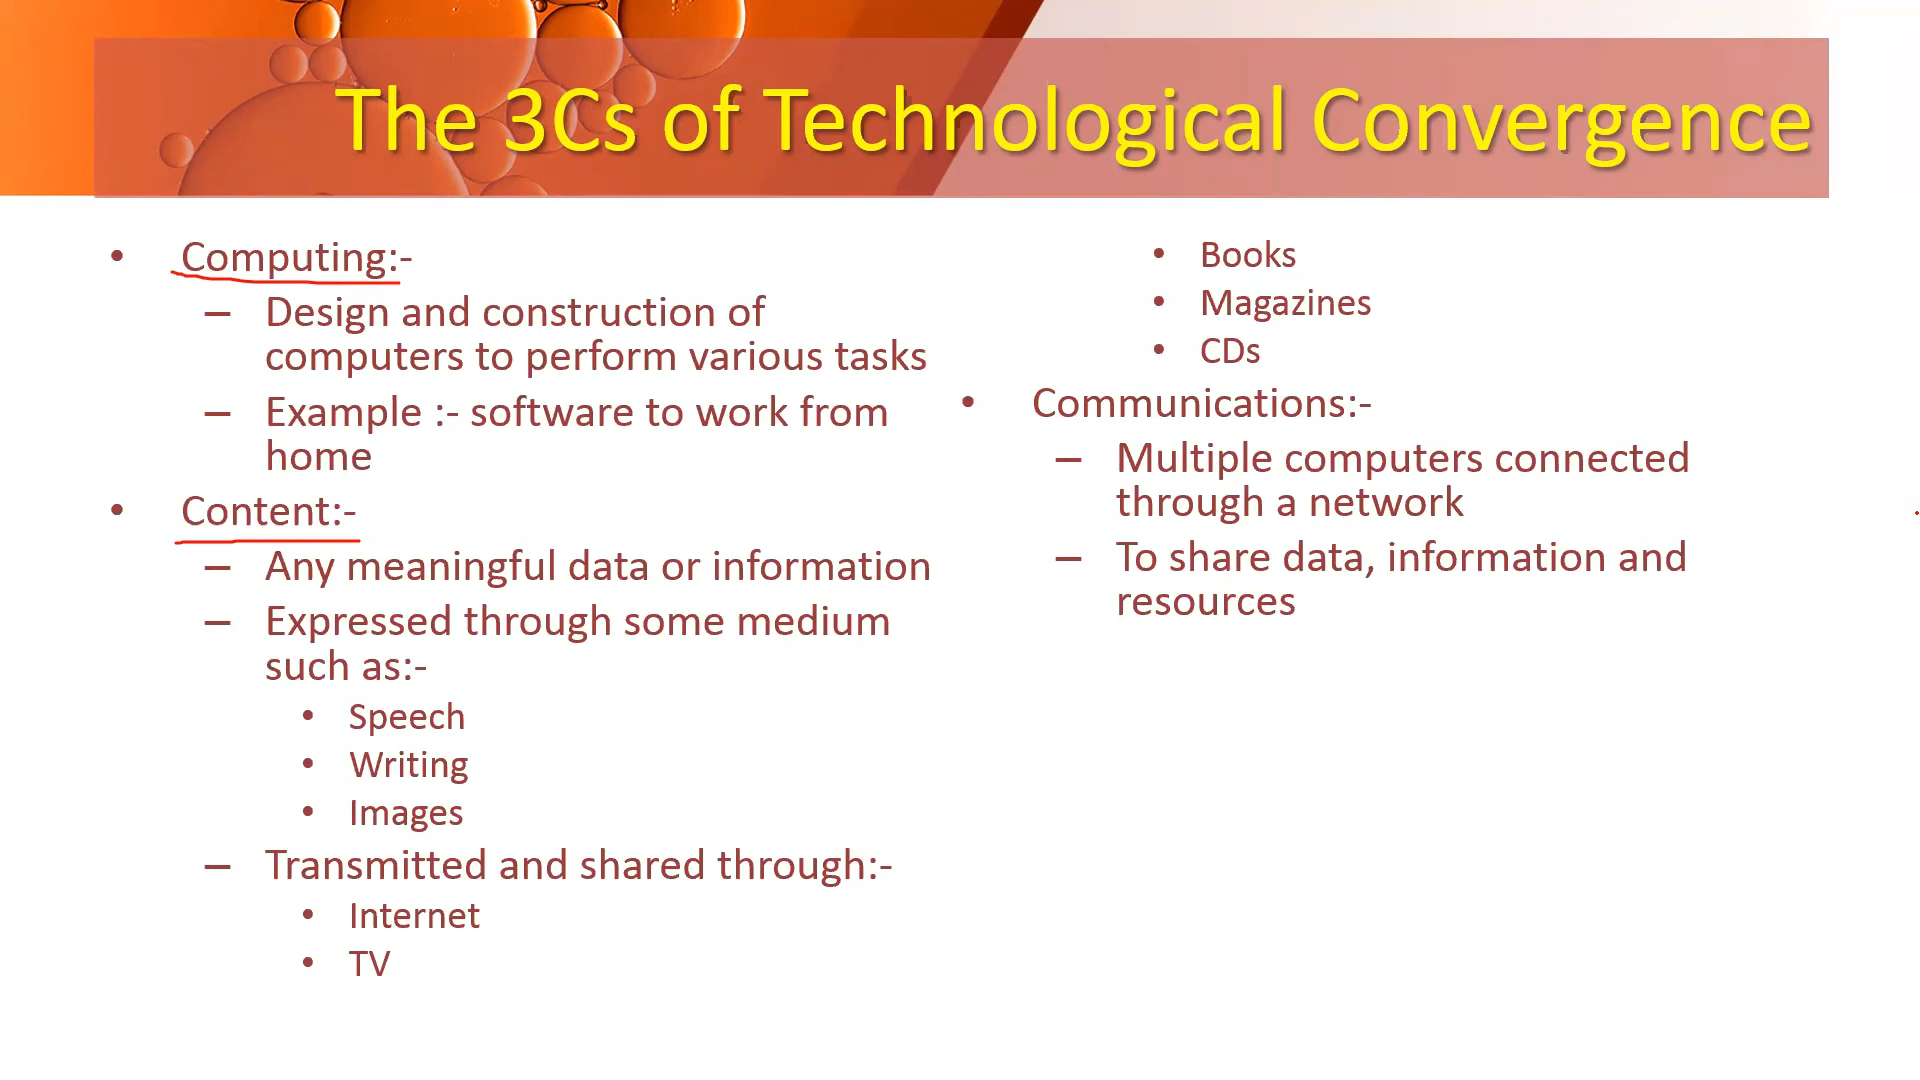 The 3Cs of Technological Convergence
• Computing:-
– Design and construction of
computers to perform various tasks
– Example :- software to work from
home
• Content:-
– Any meaningful data or information
– Expressed through some medium
such as:-
• Speech
• Writing
• Images
– Transmitted and shared through:-
• Internet
• TV
• Books
• Magazines
• CDs
• Communications:-
– Multiple computers connected
through a network
– To share data, information and
resources